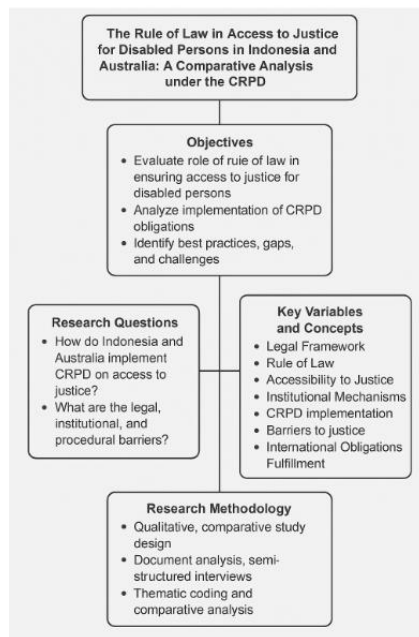 The Rule of Law in Access to Justice
for Disabled Persons in Indonesia and
Australia: A Comparative Analysis
under the CRPD
Objectives
• Evaluate role of ruie of law in
ensuring access to justice for
disabled persons
• Analyze implementation of CRPD
obligations
• Identify best practices, gaps,
and challenges
Research Questions
• How do Indonesia and
Australia implement
CRPD on access to
justice?
• What are the legal,
institutional, and
procedural barriers?
Key Variables
and Concepts
• Legal Framework
• Rule of Law
• Accessibility to Justice
• Institutional Mechanisms
• CRPD implementation
• Barriers to justice
• International Obligations
Fulfillment
Research Methodology
• Qualitative, comparative study
design
• Document analysis, semi-
structured interviews
• Thematic coding and
comparative analysis